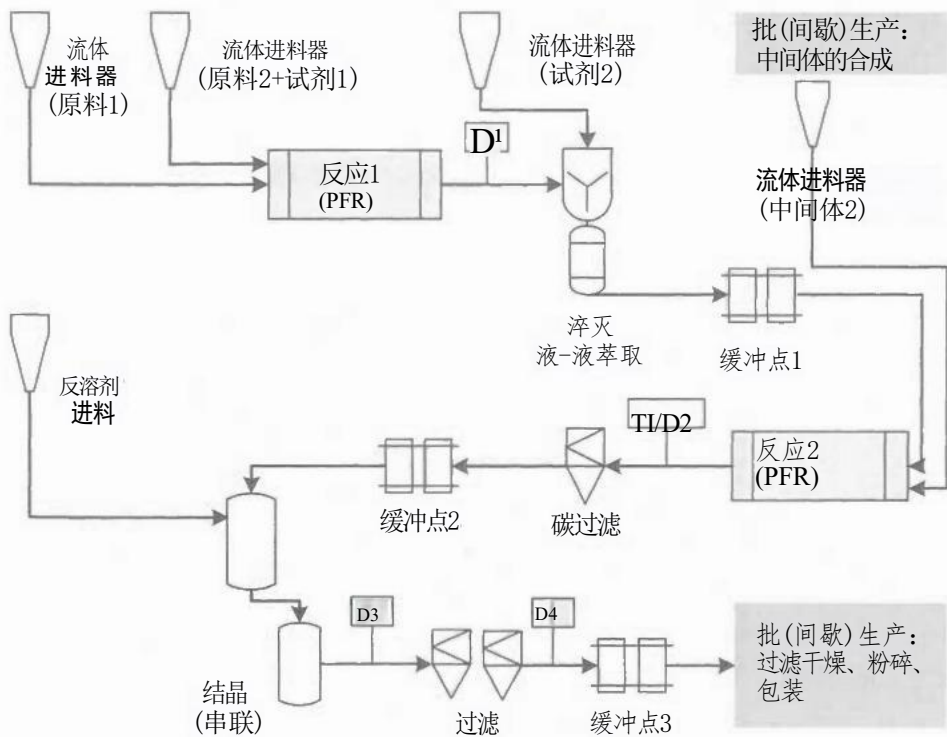 流体
进料器
(原料1)
流体进料器
(原料2+试剂1)
流体进料器
(试剂2)
批(间歇)生产：
中间体的合成
D¹
反应1
(PFR)
流体进料器
(中间体2)
淬灭
液-液萃取
缓冲点1
反溶剂
进料
TI/D2
反应2
(PFR)
缓冲点2
碳过滤
D3
D4
批(间歇)生产：
过滤干燥、粉碎、
包装
结晶
(串联)
过滤
缓冲点3